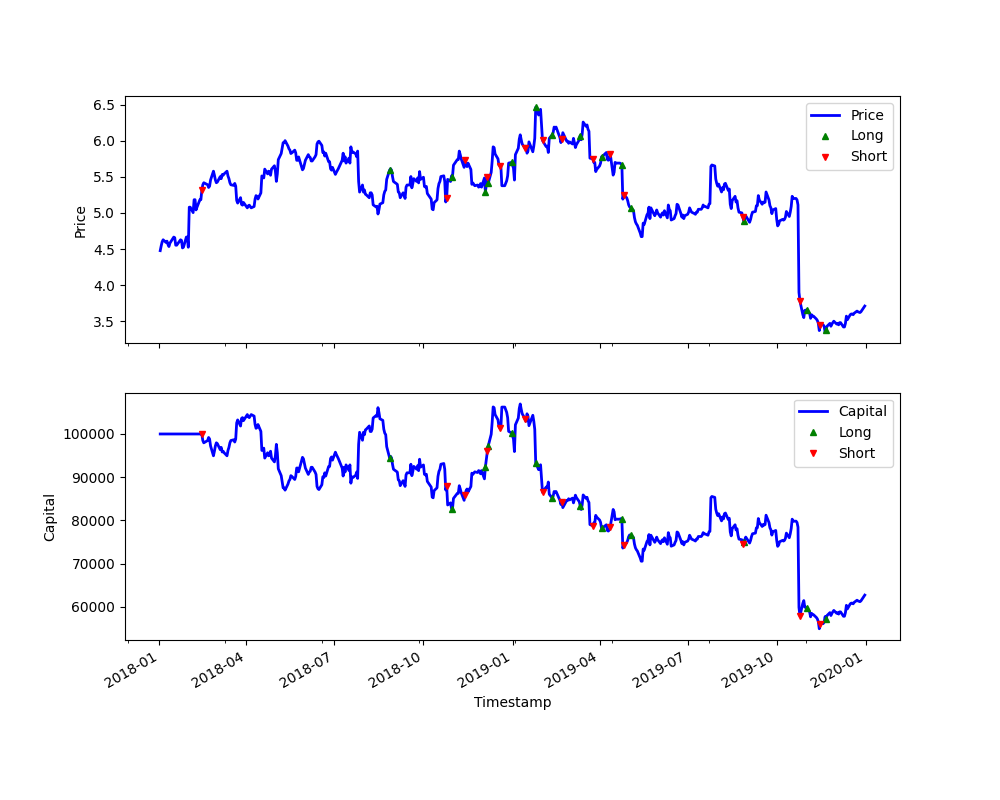 6.5
6.0
5.5
5.0
4.5
4.0
3.5
Price
Price
Long
Short
100000
90000
80000
70000
60000
Capital
Capital
Long
Short
2018-01
2018-04
2018-07
2018-10
2019-01
2019-04
2019-07
2019-10
2020-01
Timestamp